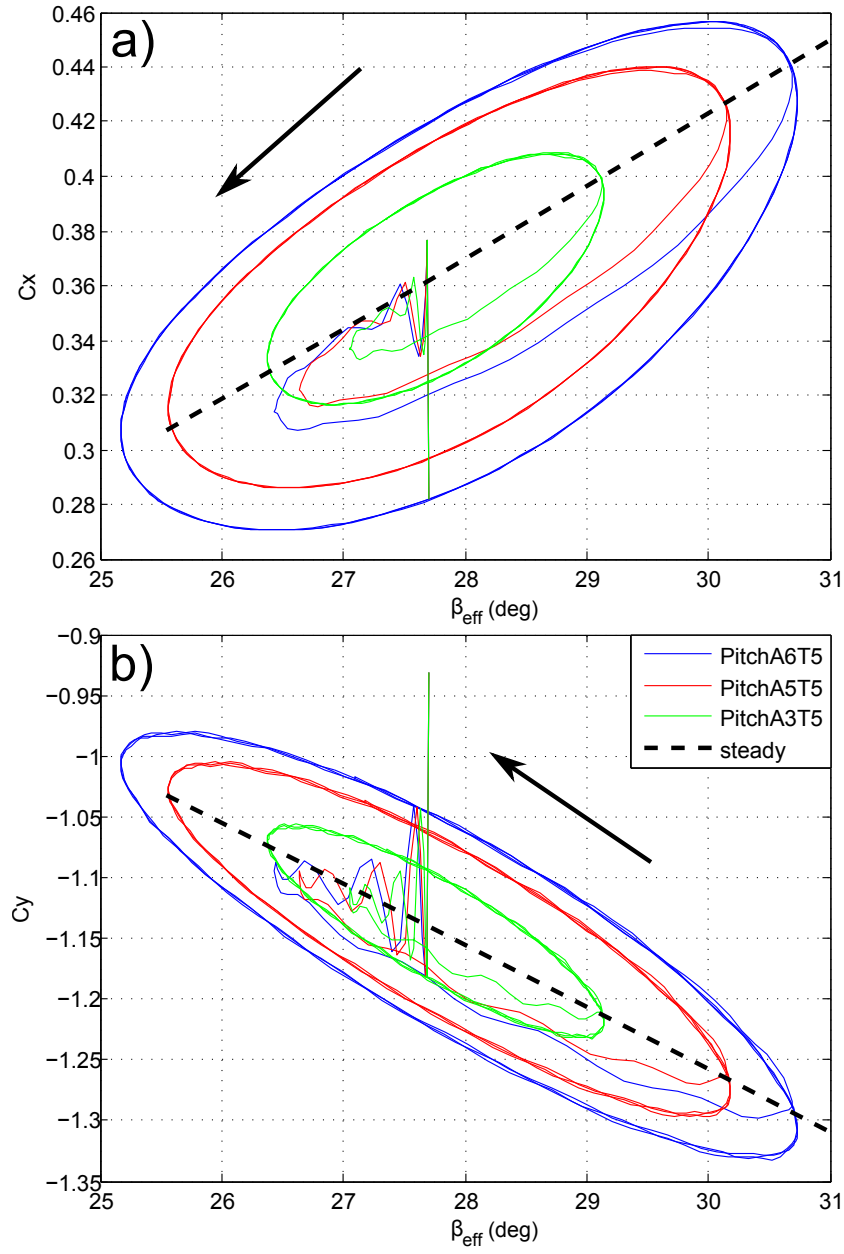 a)
0.46
0.44
0.42
0.4
0.38
0.36
0.34
0.32
0.3
0.28
0.26
Cx
25 26 27 28 29 30 31
βeff (deg)
b)
−0.9
−0.95
−1
−1.05
−1.1
−1.15
−1.2
−1.25
−1.3
−1.35
Cy
PitchA6T5
PitchA5T5
PitchA3T5
steady
25 26 27 28 29 30 31
βeff (deg)